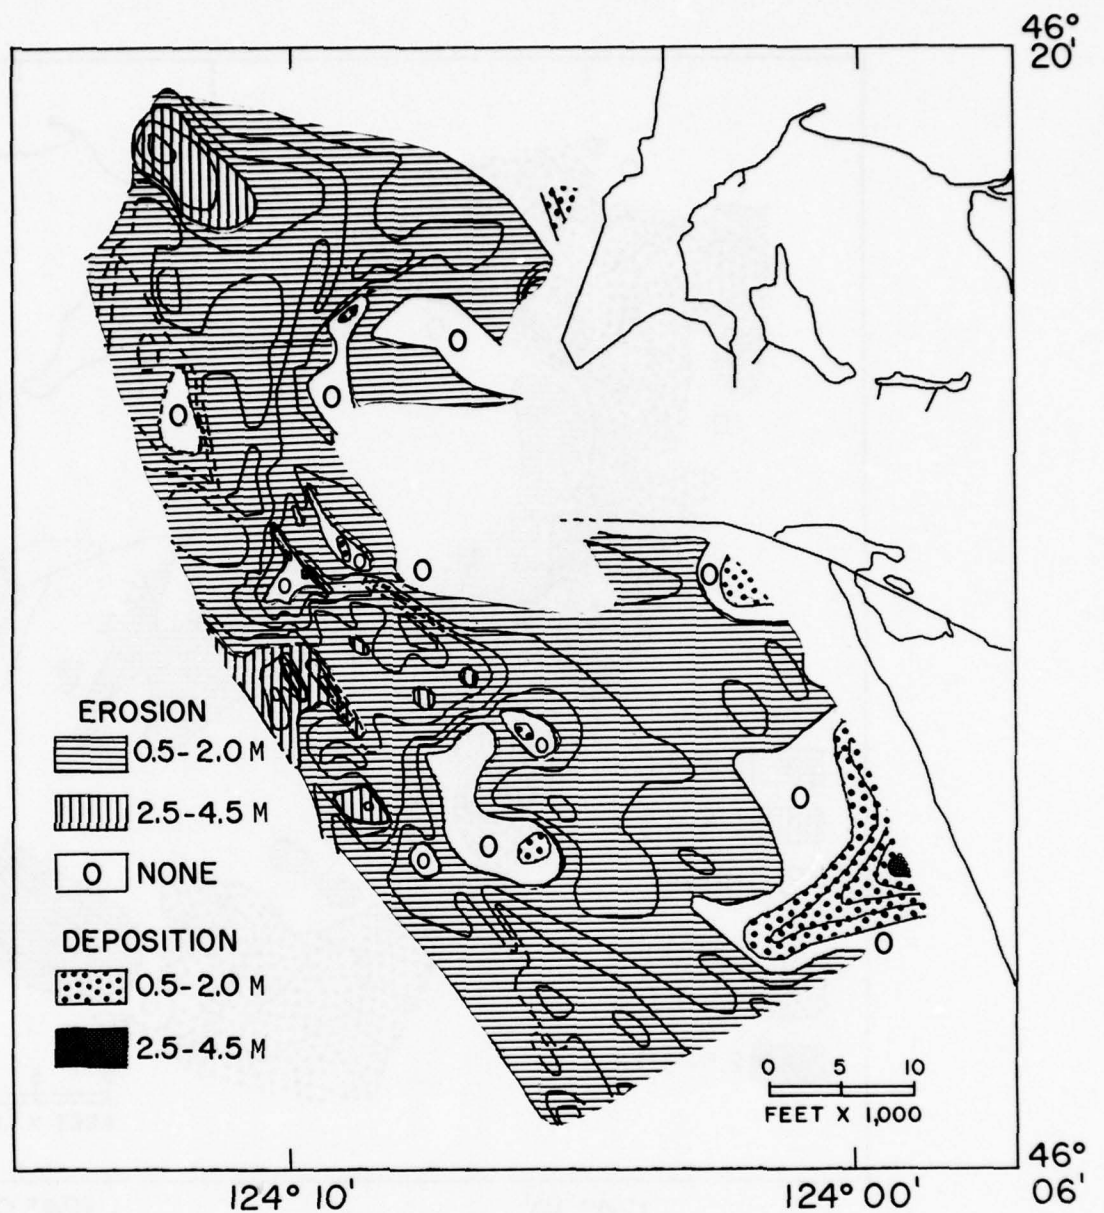 46°
20'
O
O
O
O
O
O
O
O
O
O
O
O
O
EROSION
0.5-2.0 M
2.5-4.5 M
O NONE
DEPOSITION
0.5-2.0 M
2.5-4.5 M
0 5 10
FEET X 1,000
46°
06'
124° 10'
124° 00'